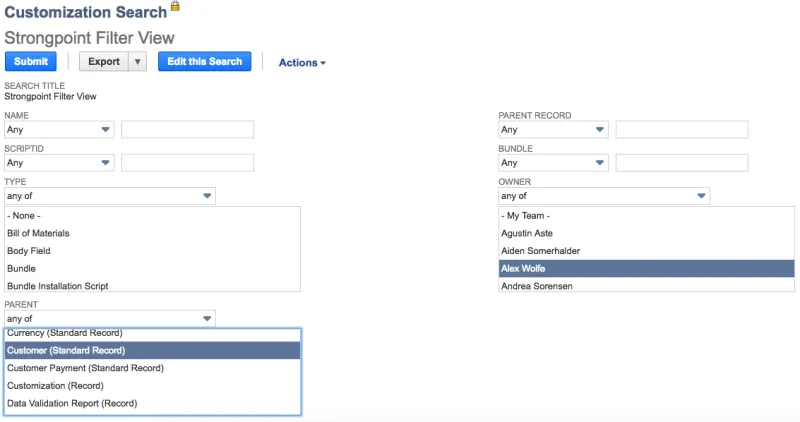 Customization Search
Strongpoint Filter View
Submit Export Edit this Search Actions
SEARCH TITLE
Strongpoint Filter View
NAME
Any
SCRIPTID
Any
TYPE
any of
- None -
Bill of Materials
Body Field
Bundle
Bundle Installation Script
PARENT
any of
Currency (Standard Record)
Customer (Standard Record)
Customer Payment (Standard Record)
Customization (Record)
Data Validation Report (Record)
PARENT RECORD
Any
BUNDLE
Any
OWNER
any of
- My Team -
Agustin Aste
Aiden Somerhalder
Alex Wolfe
Andrea Sorensen